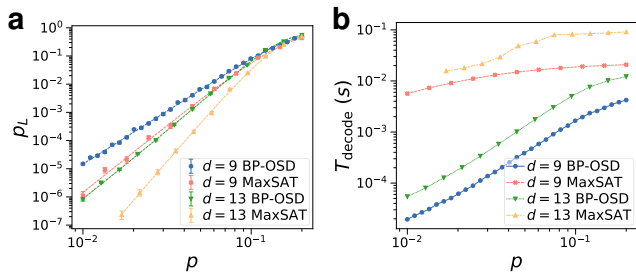 a
10⁰
10⁻¹
10⁻²
10⁻³
10⁻⁴
10⁻⁵
10⁻⁶
10⁻⁷
p_L
d = 9 BP-OSD
d = 9 MaxSAT
d = 13 BP-OSD
d = 13 MaxSAT
10⁻² 10⁻¹
p
b
10⁻¹
10⁻²
10⁻³
10⁻⁴
T_decode (s)
d = 9 BP-OSD
d = 9 MaxSAT
d = 13 BP-OSD
d = 13 MaxSAT
10⁻² 10⁻¹
p